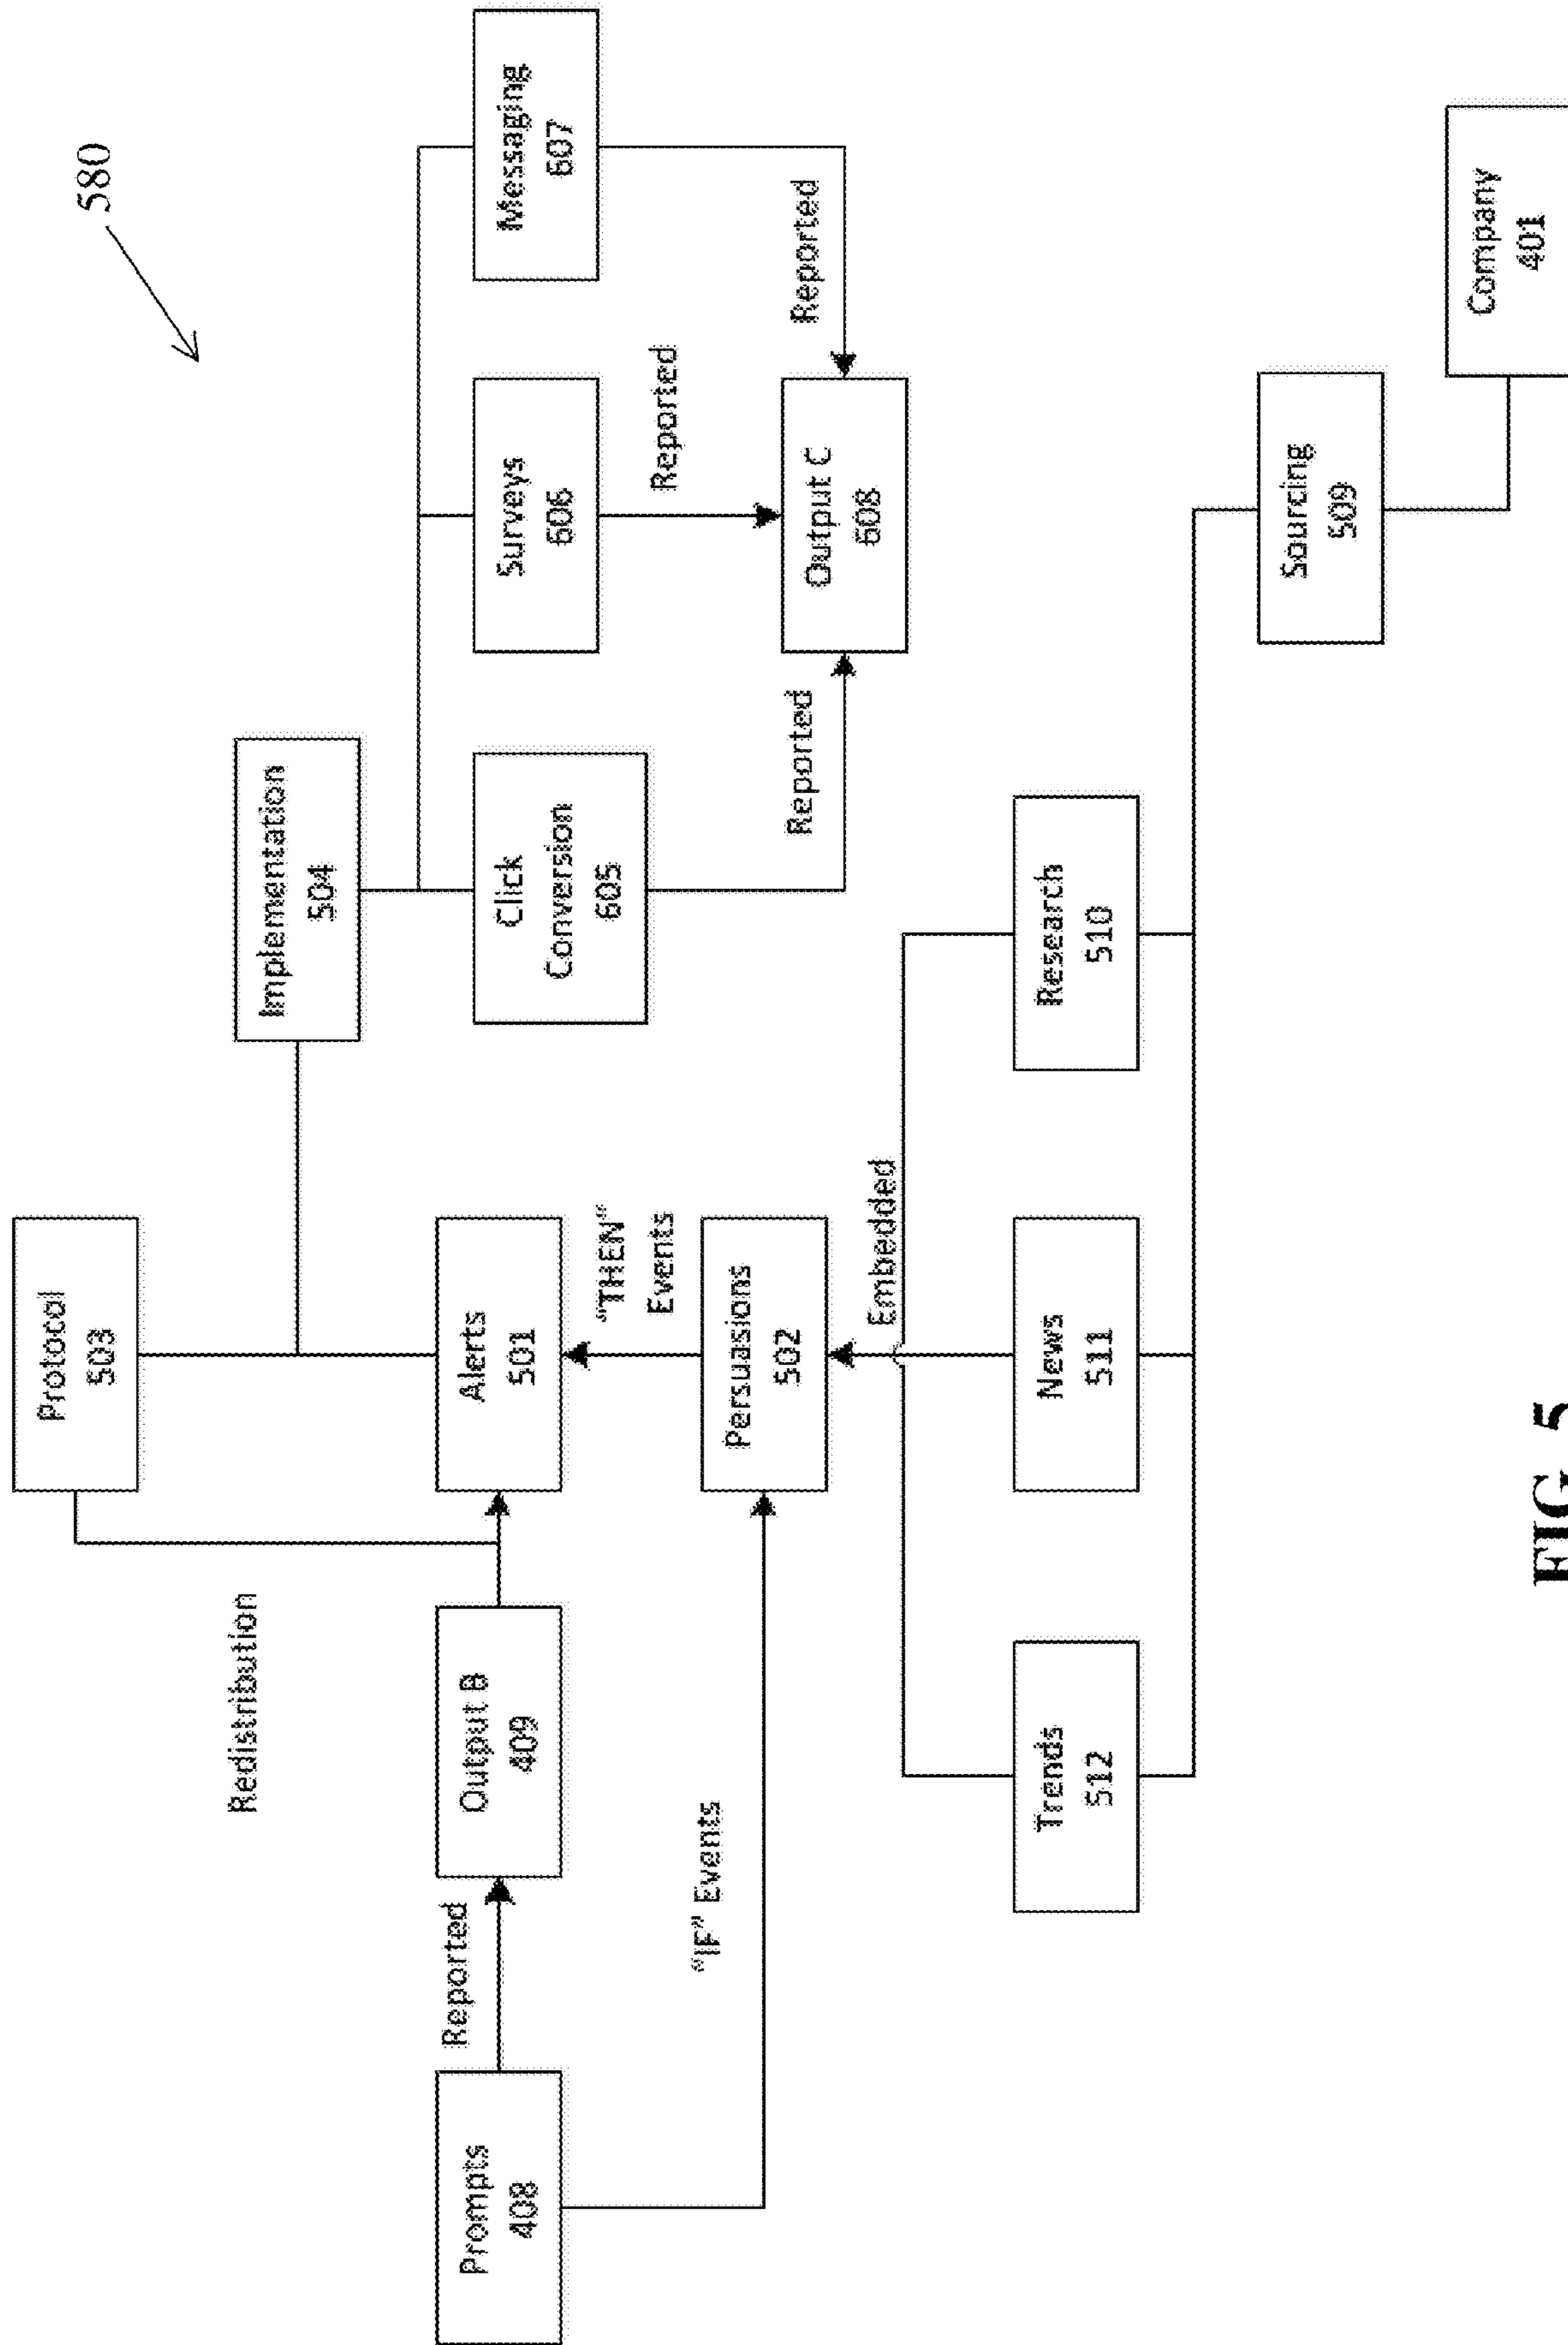 580
Protocal
503
Redistribution
Implementation
504
Prompts
408
Reported
Output B
409
Alerts
501
Click
Conversion
605
Surveys
606
Messaging
607
"THEN"
Events
Reported
"IF" Events
Persuasions
502
Reported
Output C
608
Reported
Embedded
Trends
512
News
511
Research
510
Sourcing
509
Company
401
FIG. 5